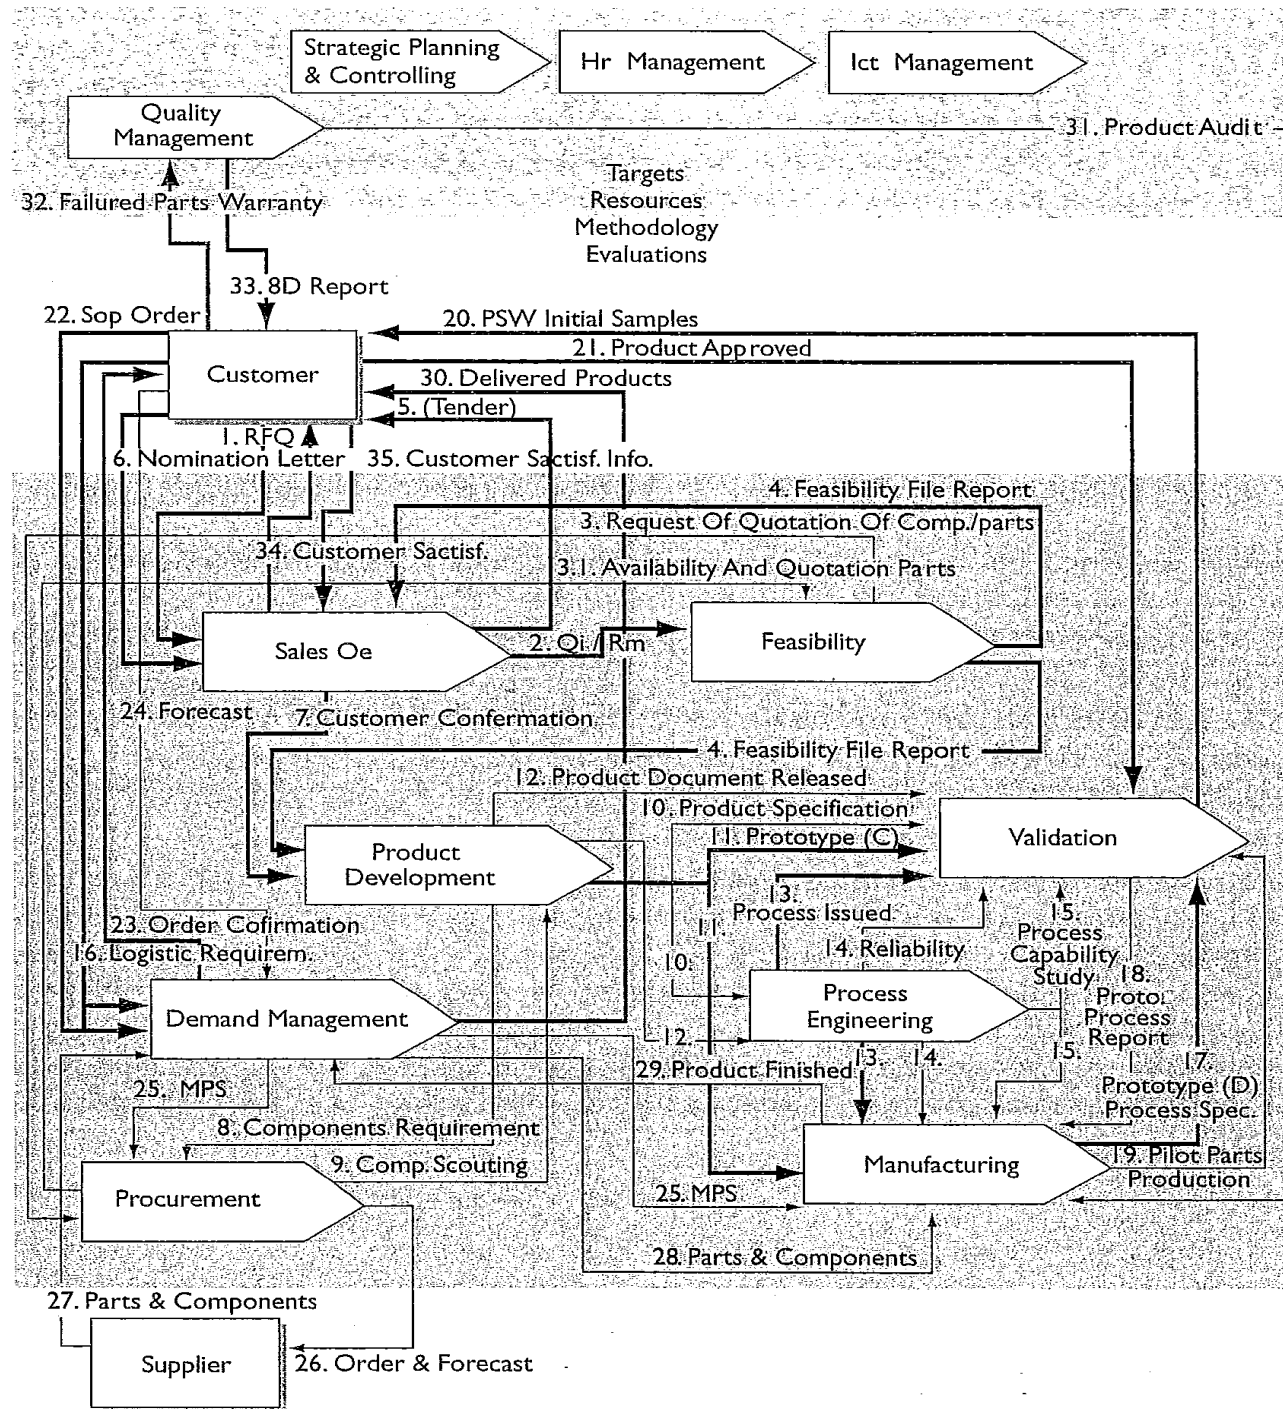 Strategic Planning
& Controlling
Hr Management
Ict Management
Quality
Management
31. Product Audit
32. Failured Parts Warranty
Targets
Resources
Methodology
Evaluations
33. 8D Report
22. Sop Order
20. PSW Initial Samples
21. Product Approved
Customer
30. Delivered Products
5. (Tender)
1. RFQ
6. Nomination Letter
35. Customer Sactisf. Info.
4. Feasibility File Report
3. Request Of Quotation Of Comp./parts
34. Customer Sactisf.
3.1. Availability And Quotation Parts
Sales Oe
2. Qi / Rm
Feasibility
24. Forecast
7. Customer Confermation
4. Feasibility File Report
12. Product Document Released
10. Product Specification
11. Prototype (C)
Validation
Product
Development
13.
Process Issued
11.
15.
Process
Capability
Study
23. Order Cofirmation
16. Logistic Requirem.
14. Reliability
10.
18.
Proto.
Process
Report
Demand Management
Process
Engineering
12.
13.
14.
15.
17.
Prototype (D)
Process Spec.
29. Product Finished
25. MPS
8. Components Requirement
9. Comp. Scouting
Manufacturing
19. Pilot Parts
Production
Procurement
25. MPS
28. Parts & Components
27. Parts & Components
Supplier
26. Order & Forecast